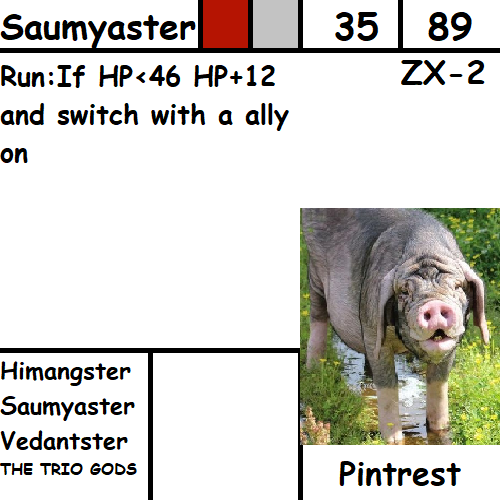 Saumyaster 35 89
Run:If HP<46 HP+12 ZX-2
and switch with a ally
on
Himangster
Saumyaster
Vedantster
THE TRIO GODS
Pintrest